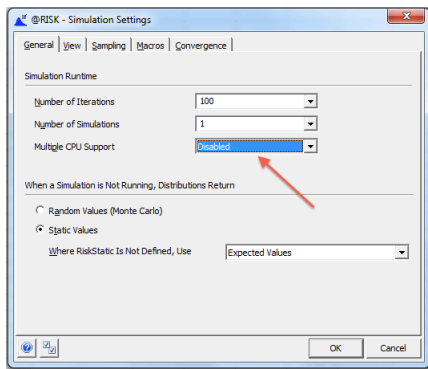 @RISK - Simulation Settings
General View Sampling Macros Convergence
Simulation Runtime
Number of Iterations 100
Number of Simulations 1
Multiple CPU Support Disabled
When a Simulation is Not Running, Distributions Return
Random Values (Monte Carlo)
Static Values
Where RiskStatic Is Not Defined, Use Expected Values
OK Cancel